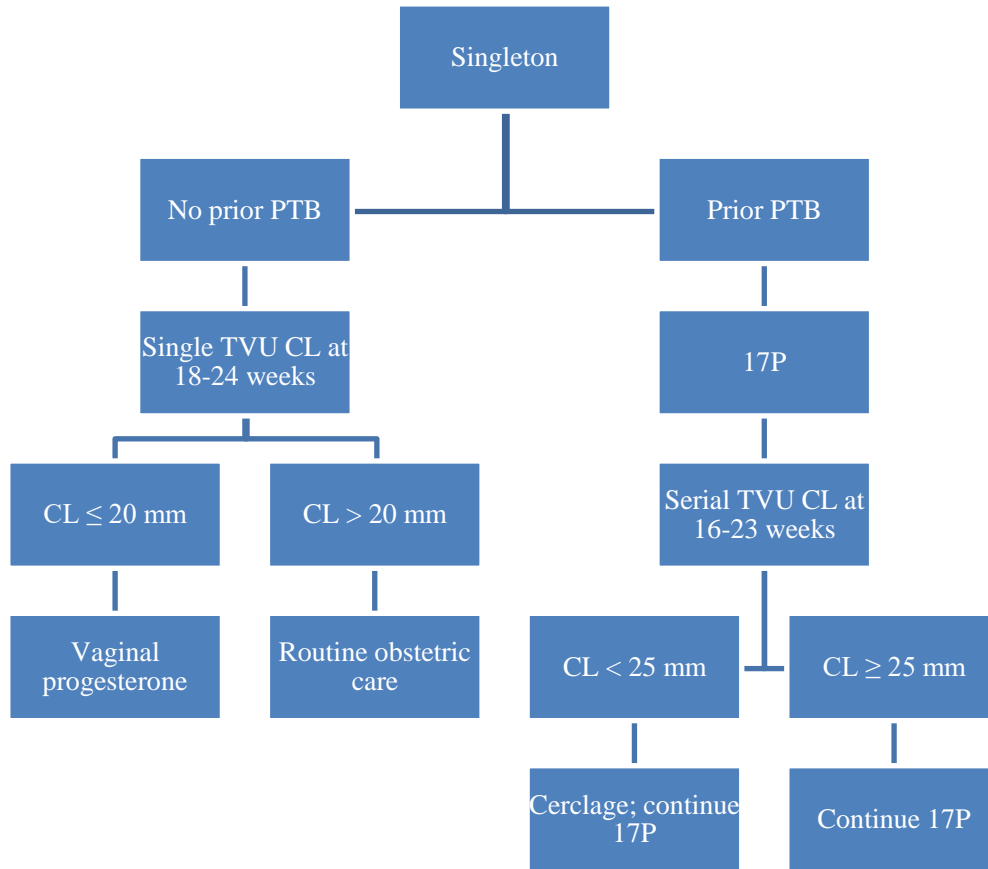 Singleton
No prior PTB
Prior PTB
Single TVU CL at
18-24 weeks
17P
CL ≤ 20 mm
CL > 20 mm
Serial TVU CL at
16-23 weeks
Vaginal
progesterone
Routine obstetric
care
CL < 25 mm
CL ≥ 25 mm
Cerclage; continue
17P
Continue 17P